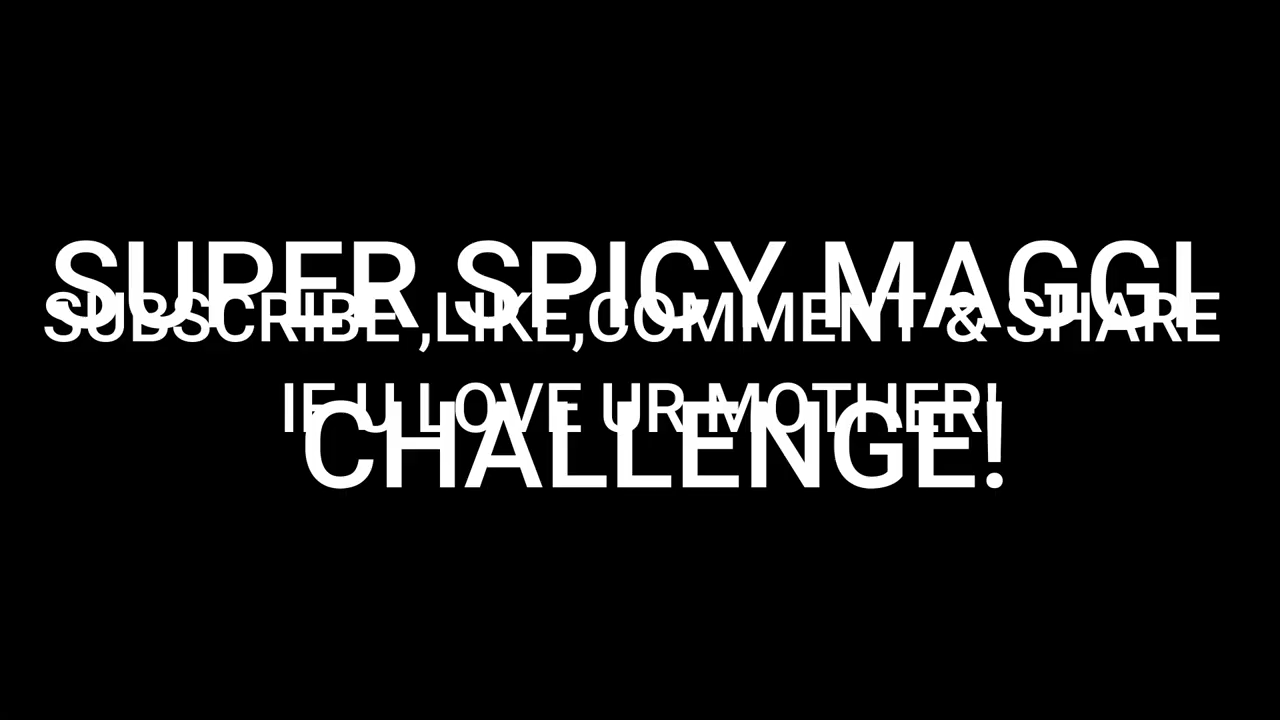 SUPER SPICY MAGGI
SUBSCRIBE ,LIKE,COMMENT & SHARE
IF U LOVE UR MOTHER!
CHALLENGE!